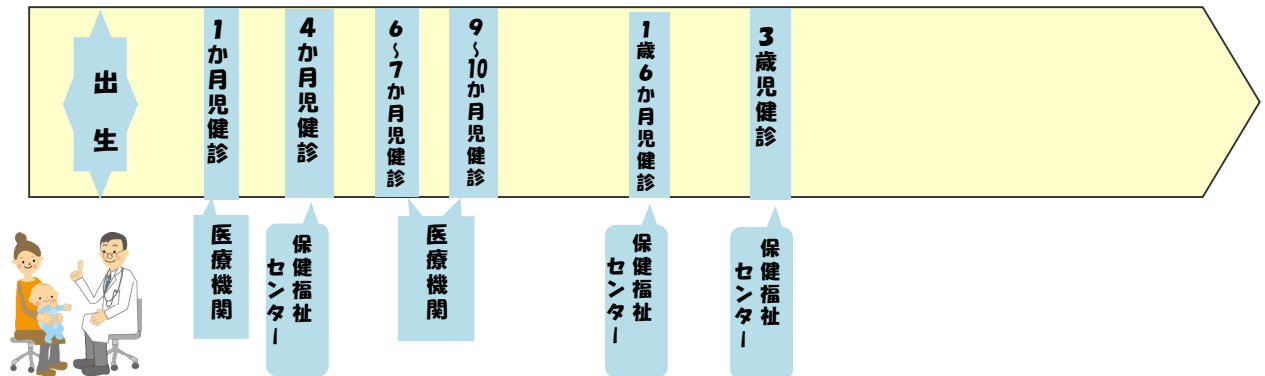 出生
1か月児健診
4か月児健診
6~7か月児健診
9~10か月児健診
1歳6か月児健診
3歳児健診
医療機関
保健福祉
センター
医療機関
保健福祉
センター
保健福祉
センター